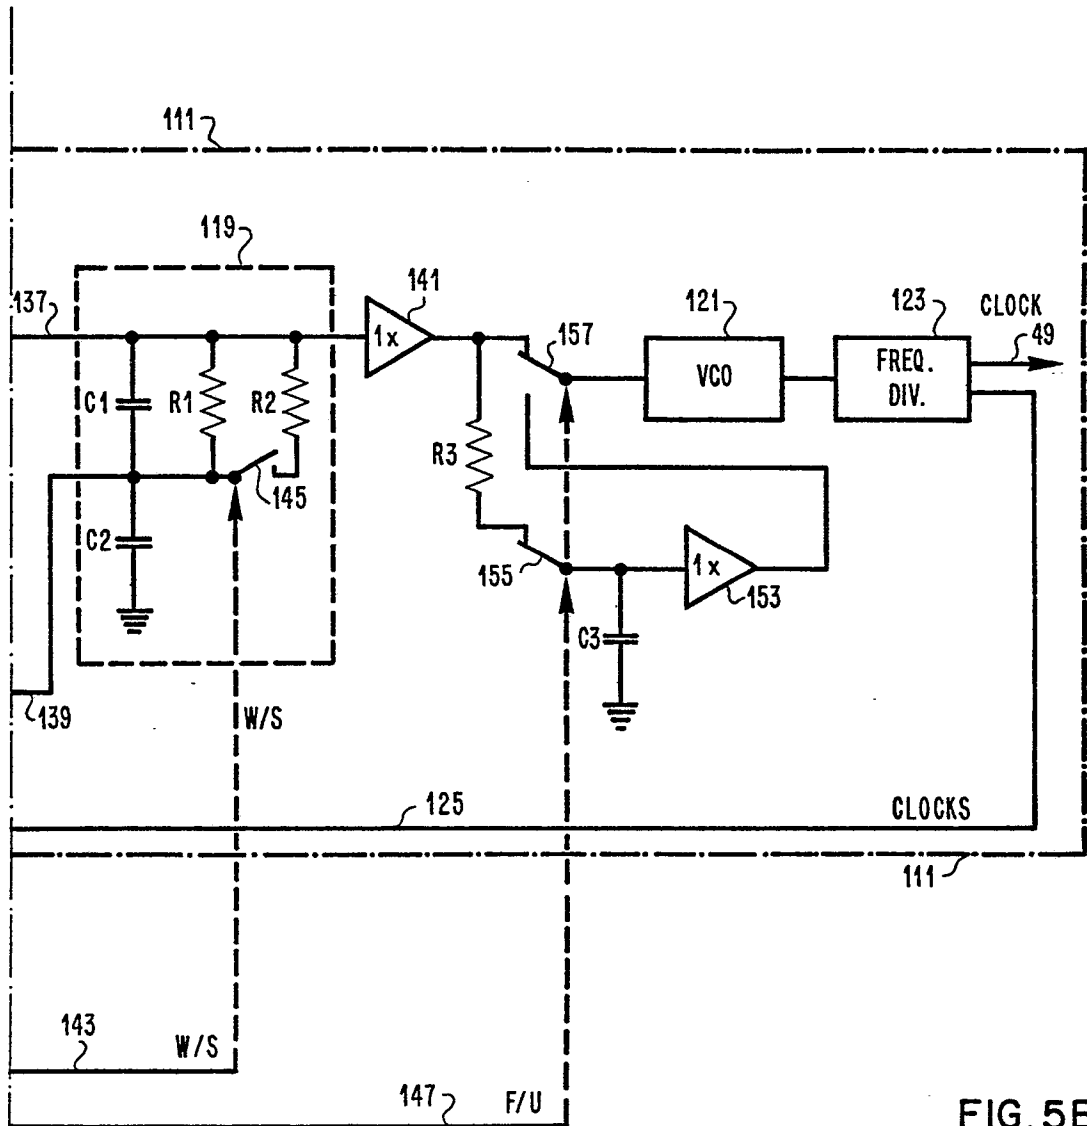 111
119
137
141
1x
157
121
VCO
123
FREQ.
DIV.
CLOCK
49
C1
R1
R2
R3
145
C2
155
1x
153
C3
139
W/S
125
CLOCKS
111
143
W/S
147
F/U
FIG. 5B